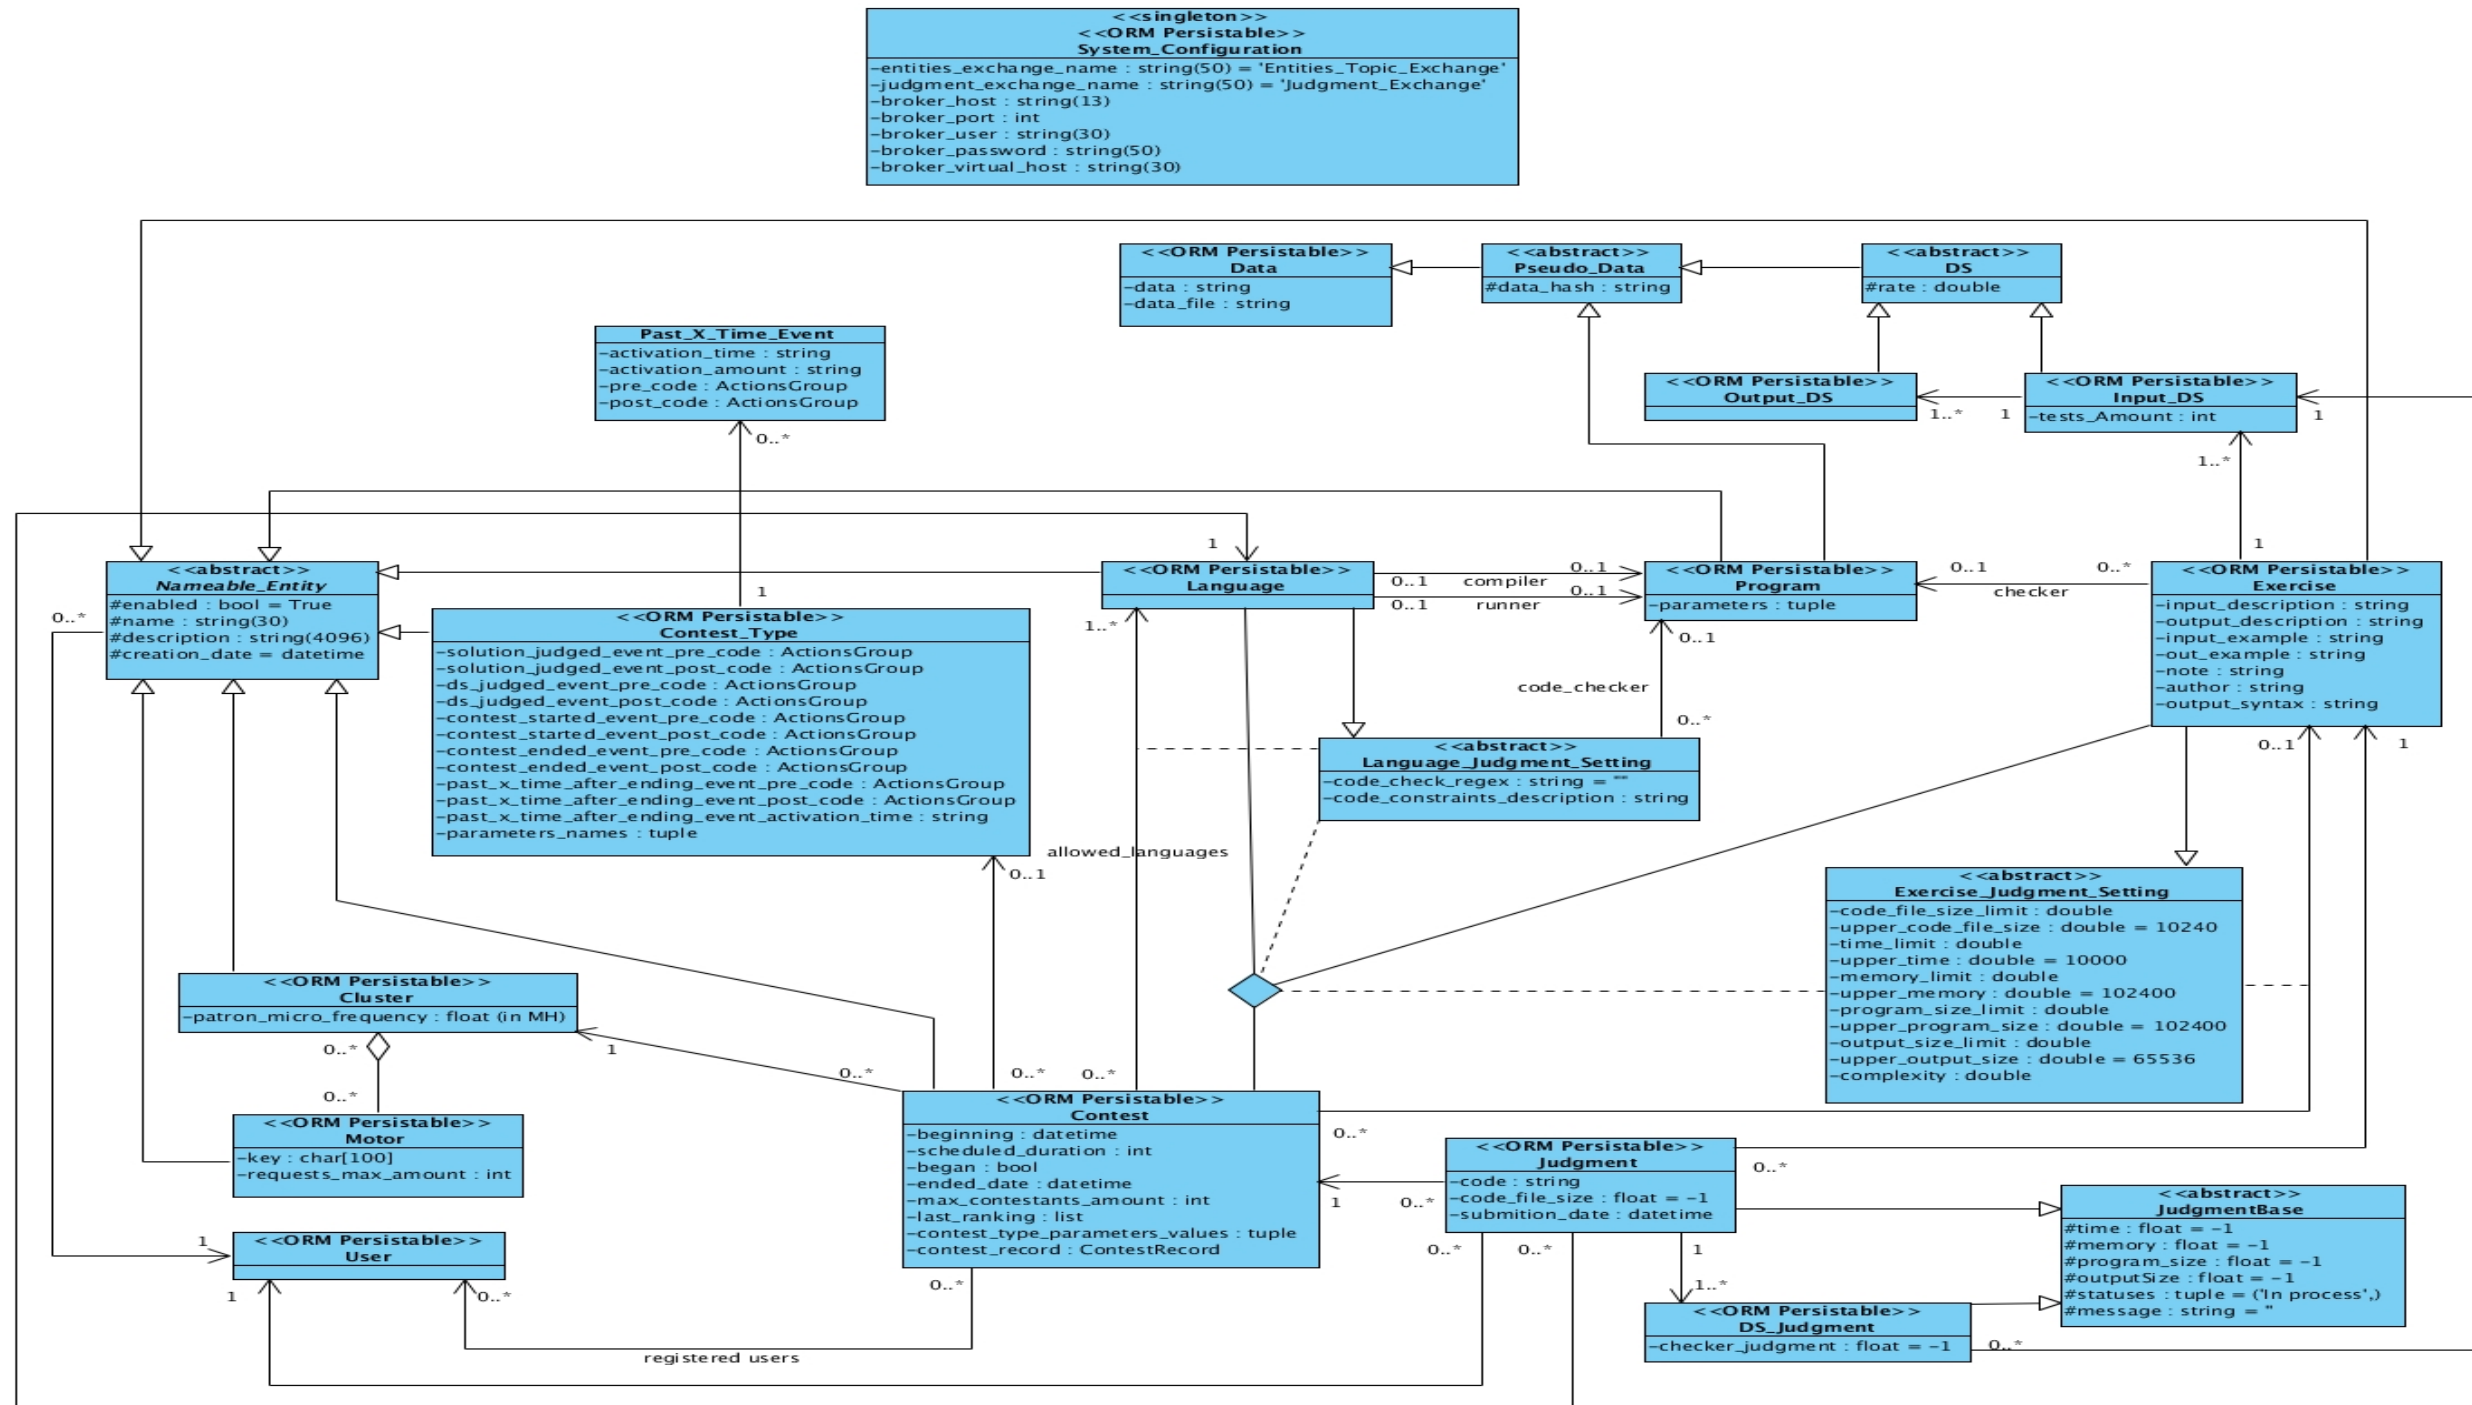 <<singleton>>
<<ORM Persistable>>
System_Configuration
-entities_exchange_name : string(50) = 'Entities_Topic_Exchange'
-judgment_exchange_name : string(50) = 'Judgment_Exchange'
-broker_host : string(13)
-broker_port : int
-broker_user : string(30)
-broker_password : string(50)
-broker_virtual_host : string(30)
<<ORM Persistable>>
Data
-data : string
-data_file : string
<<abstract>>
Pseudo_Data
#data_hash : string
<<abstract>>
DS
#rate : double
Past_X_Time_Event
-activation_time : string
-activation_amount : string
-pre_code : ActionsGroup
-post_code : ActionsGroup
0..*
<<ORM Persistable>>
Output_DS
1..*
1
<<ORM Persistable>>
Input_DS
-tests_Amount : int
1
1..*
1
1
1
<<abstract>>
Nameable_Entity
#enabled : bool = True
#name : string(30)
#description : string(4096)
#creation_date = datetime
0..*
<<ORM Persistable>>
Contest_Type
-solution_judged_event_pre_code : ActionsGroup
-solution_judged_event_post_code : ActionsGroup
-ds_judged_event_pre_code : ActionsGroup
-ds_judged_event_post_code : ActionsGroup
-contest_started_event_pre_code : ActionsGroup
-contest_started_event_post_code : ActionsGroup
-contest_ended_event_pre_code : ActionsGroup
-contest_ended_event_post_code : ActionsGroup
-past_x_time_after_ending_event_pre_code : ActionsGroup
-past_x_time_after_ending_event_post_code : ActionsGroup
-past_x_time_after_ending_event_activation_time : string
-parameters_names : tuple
<<ORM Persistable>>
Language
1..*
0..1 compiler 0..1
0..1 runner 0..1
<<ORM Persistable>>
Program
-parameters : tuple
0..1
0..1
checker
0..*
<<ORM Persistable>>
Exercise
-input_description : string
-output_description : string
-input_example : string
-out_example : string
-note : string
-author : string
-output_syntax : string
0..1
1
code_checker
0..*
<<abstract>>
Language_Judgment_Setting
-code_check_regex : string = ""
-code_constraints_description : string
allowed_languages
0..1
<<abstract>>
Exercise_Judgment_Setting
-code_file_size_limit : double
-upper_code_file_size : double = 10240
-time_limit : double
-upper_time : double = 10000
-memory_limit : double
-upper_memory : double = 102400
-program_size_limit : double
-upper_program_size : double = 102400
-output_size_limit : double
-upper_output_size : double = 65536
-complexity : double
<<ORM Persistable>>
Cluster
-patron_micro_frequency : float (in MH)
0..*
1
0..*
0..*
0..*
0..*
<<ORM Persistable>>
Motor
-key : char[100]
-requests_max_amount : int
<<ORM Persistable>>
Contest
-beginning : datetime
-scheduled_duration : int
-began : bool
-ended_date : datetime
-max_contestants_amount : int
-last_ranking : list
-contest_type_parameters_values : tuple
-contest_record : ContestRecord
0..*
1
0..*
0..*
<<ORM Persistable>>
Judgment
-code : string
-code_file_size : float = -1
-submition_date : datetime
0..*
0..*
0..*
1
1..*
<<abstract>>
JudgmentBase
#time : float = -1
#memory : float = -1
#program_size : float = -1
#outputSize : float = -1
#statuses : tuple = ('In process',)
#message : string = ''
1
<<ORM Persistable>>
User
1
0..*
registered users
<<ORM Persistable>>
DS_Judgment
-checker_judgment : float = -1
0..*